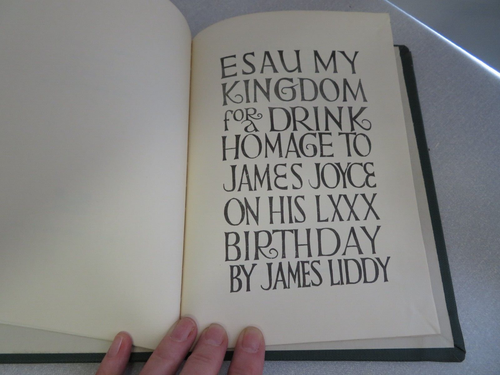 ESAU MY
KINGDOM
for A DRINK
HOMAGE TO
JAMES JOYCE
ON HIS LXXX
BIRTHDAY
BY JAMES LIDDY